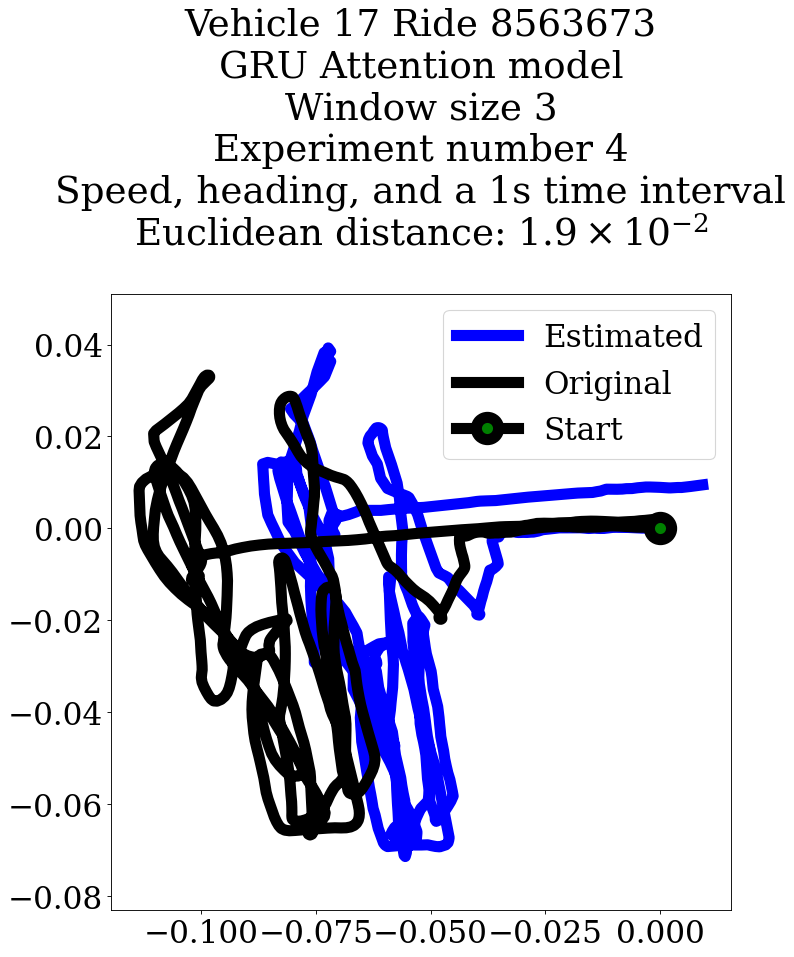 Vehicle 17 Ride 8563673
GRU Attention model
Window size 3
Experiment number 4
Speed, heading, and a 1s time interval
Euclidean distance: 1.9 × 10⁻²
Estimated
Original
Start
0.04
0.02
0.00
−0.02
−0.04
−0.06
−0.08
−0.100 −0.075 −0.050 −0.025 0.000